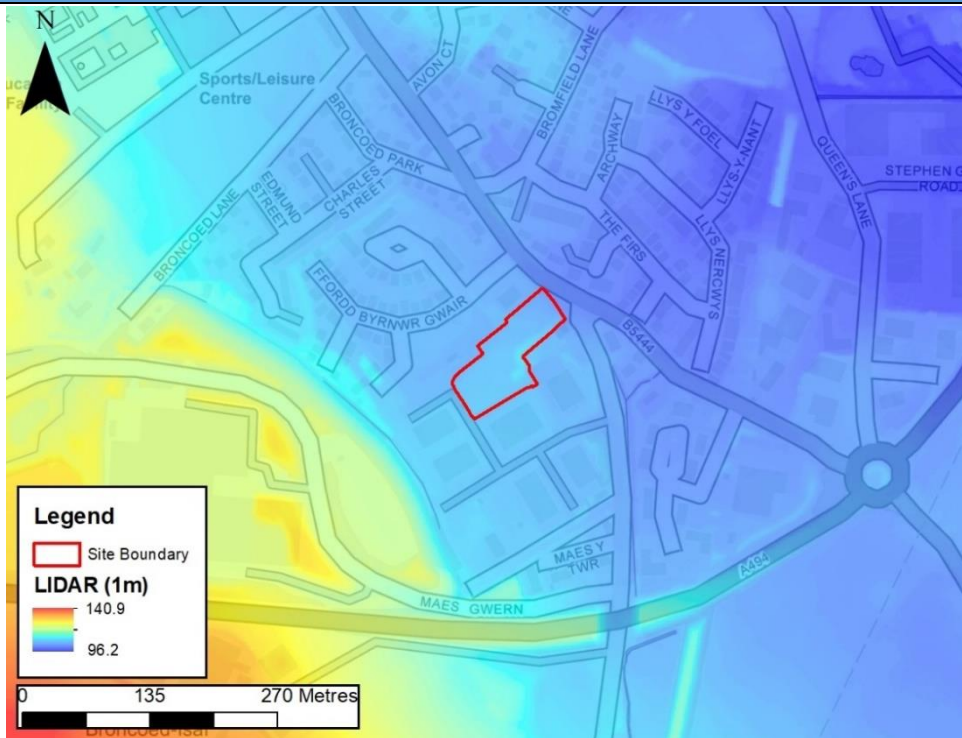 N
Sports/Leisure
Centre
AVON CT
BROMFIELD LANE
BRONCOED PARK
LLYS Y FOEL
ARCHWAY
LLYS-Y-NANT
QUEEN'S LANE
STEPHEN G
ROAD
EDMUND
STREET
CHARLES
STREET
BRONCOED LANE
THE FIRS
LLYS NERCWYS
FFORDD BYRNWR GWAIR
B5444
MAES Y
TWR
A494
MAES GWERN
Legend
Site Boundary
LIDAR (1m)
140.9
96.2
0 135 270 Metres
Broncoed-isaf